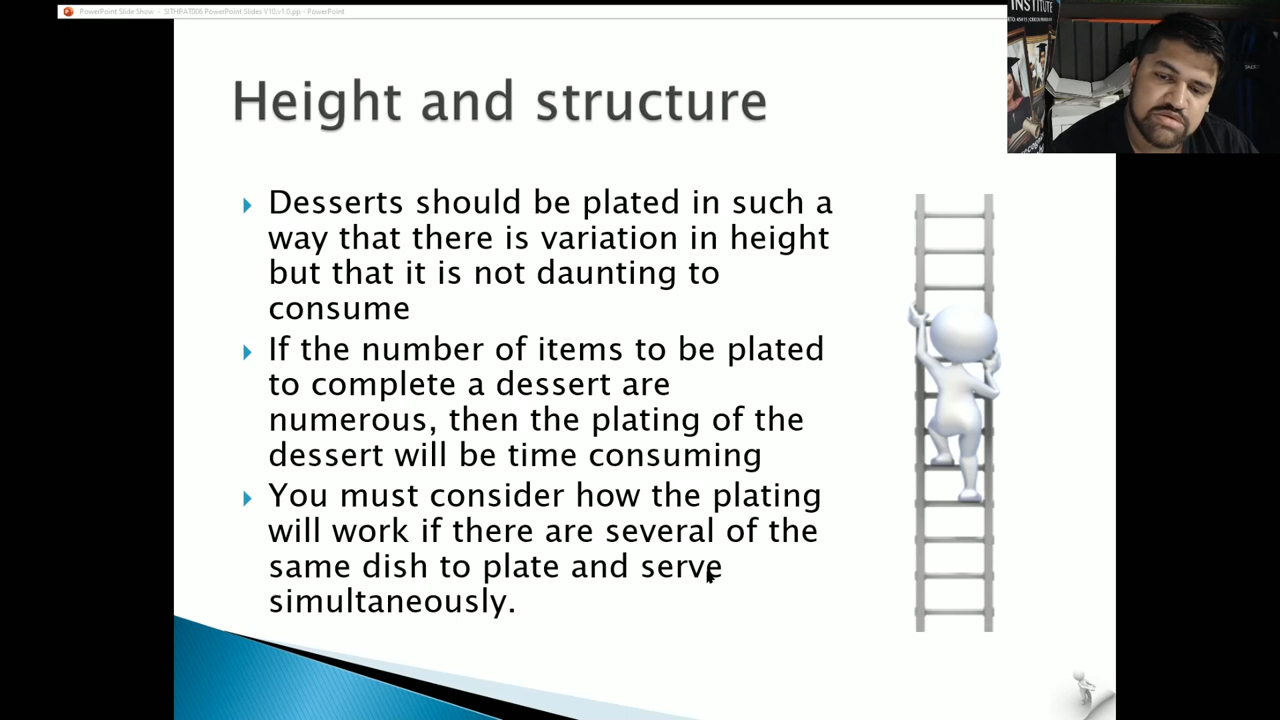 PowerPoint Slide Show - SITHPAT006 PowerPoint Slides V10.v1.0.pp - PowerPoint
INSTITUTE
Height and structure
Desserts should be plated in such a
way that there is variation in height
but that it is not daunting to
consume
If the number of items to be plated
to complete a dessert are
numerous, then the plating of the
dessert will be time consuming
You must consider how the plating
will work if there are several of the
same dish to plate and serve
simultaneously.